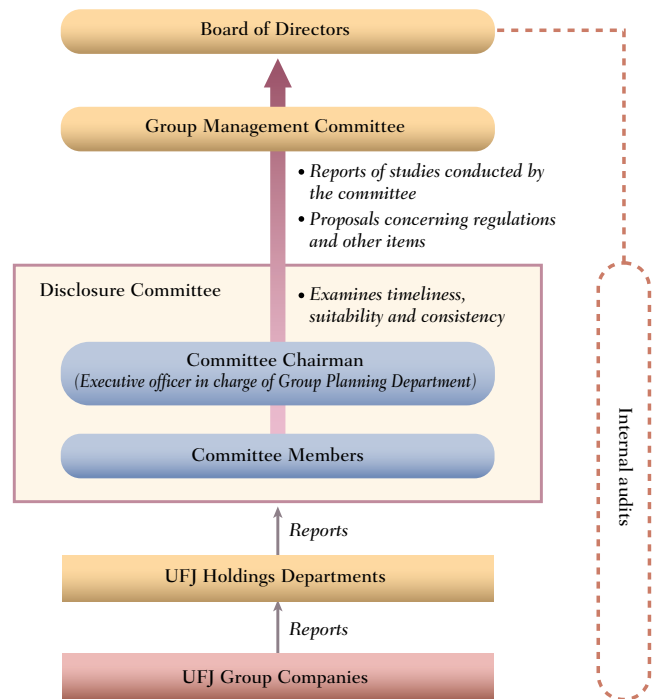 Board of Directors
Group Management Committee
• Reports of studies conducted by
the committee
• Proposals concerning regulations
and other items
Disclosure Committee
• Examines timeliness,
suitability and consistency
Committee Chairman
(Executive officer in charge of Group Planning Department)
Committee Members
Reports
UFJ Holdings Departments
Reports
UFJ Group Companies
Internal audits